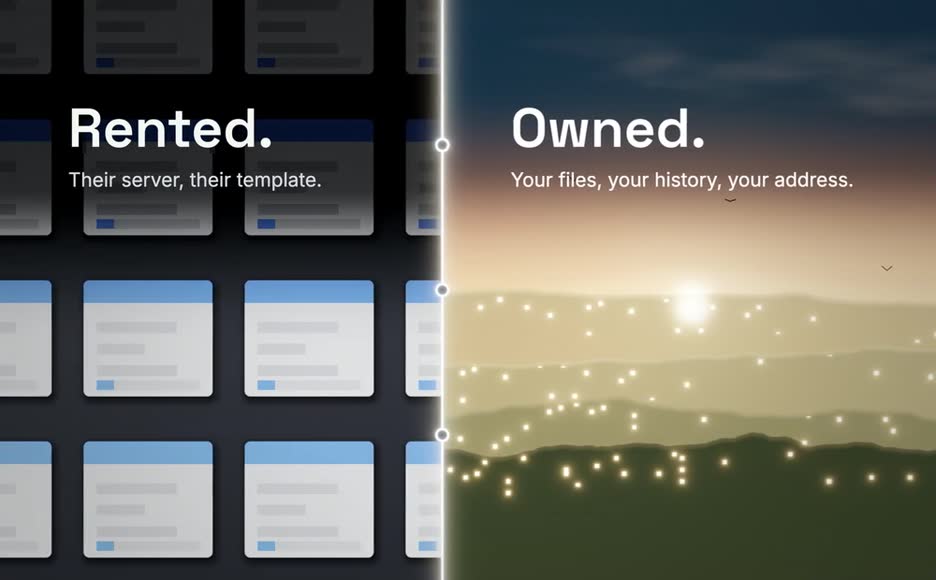 Rented.
Their server, their template.
Owned.
Your files, your history, your address.